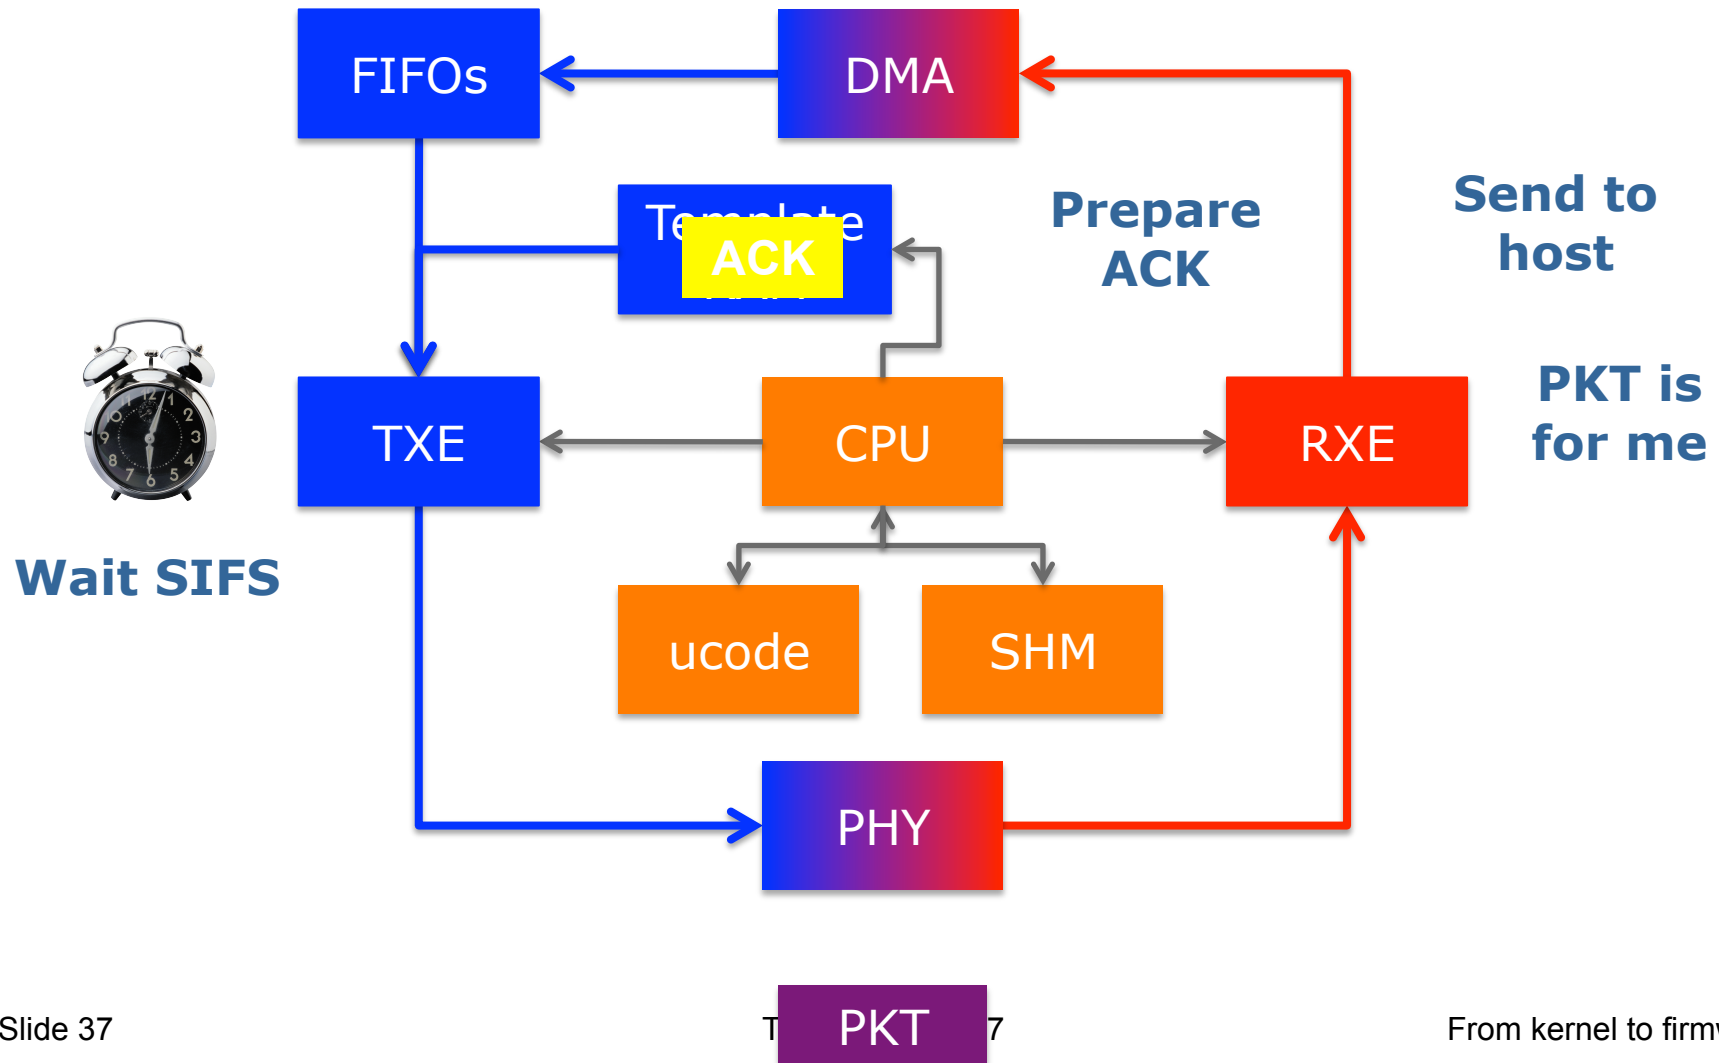 FIFOs
DMA
Template
ACK
Prepare
ACK
Send to
host
TXE
CPU
RXE
PKT is
for me
Wait SIFS
ucode
SHM
PHY
PKT
Slide 37
From kernel to firm